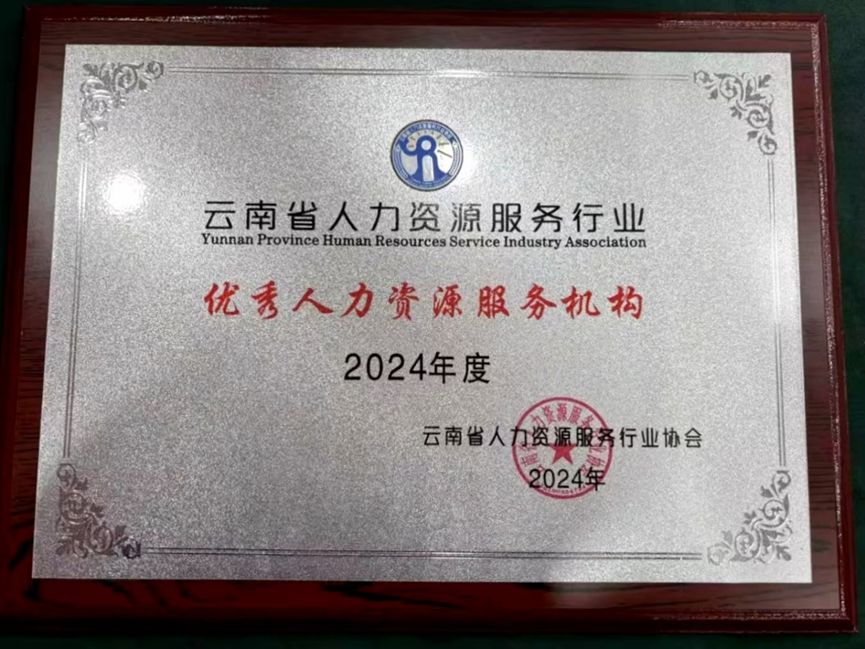 云南省人力资源服务行业
Yunnan Province Human Resources Service Industry Association
优秀人力资源服务机构
2024年度
云南省人力资源服务行业协会
2024年